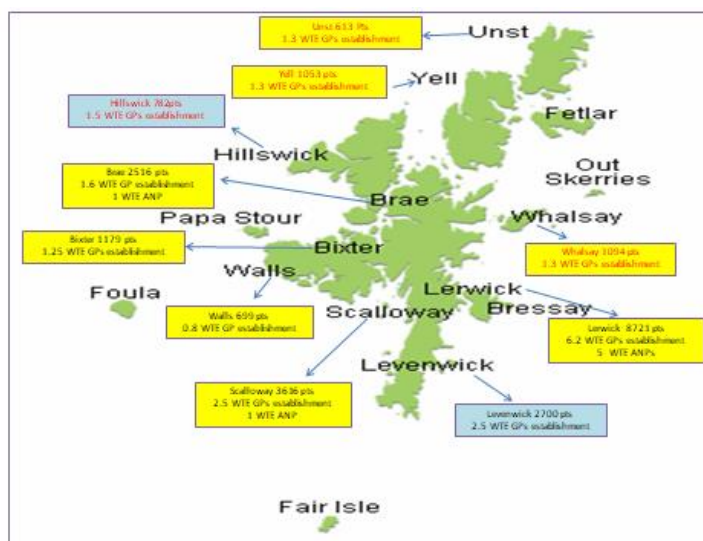 Unst 613 Pts
1.3 WTE GPs establishment
Unst
Yell 1053 pts
1.3 WTE GPs establishment
Yell
Fetlar
Hillswick 782pts
1.5 WTE GPs establishment
Hillswick
Out
Skerries
Brae 2516 pts
1.6 WTE GP establishment
1 WTE ANP
Brae
Papa Stour
Whalsay
Bixter 1179 pts
1.25 WTE GPs establishment
Bixter
Whalsay 1094 pts
1.3 WTE GPs establishment
Walls
Foula
Lerwick
Bressay
Walls 699 pts
0.8 WTE GP establishment
Scalloway
Lerwick 8721 pts
6.2 WTE GPs establishment
5 WTE ANPs
Levenwick
Scalloway 3616 pts
2.5 WTE GPs establishment
1 WTE ANP
Levenwick 2700 pts
2.5 WTE GPs establishment
Fair Isle